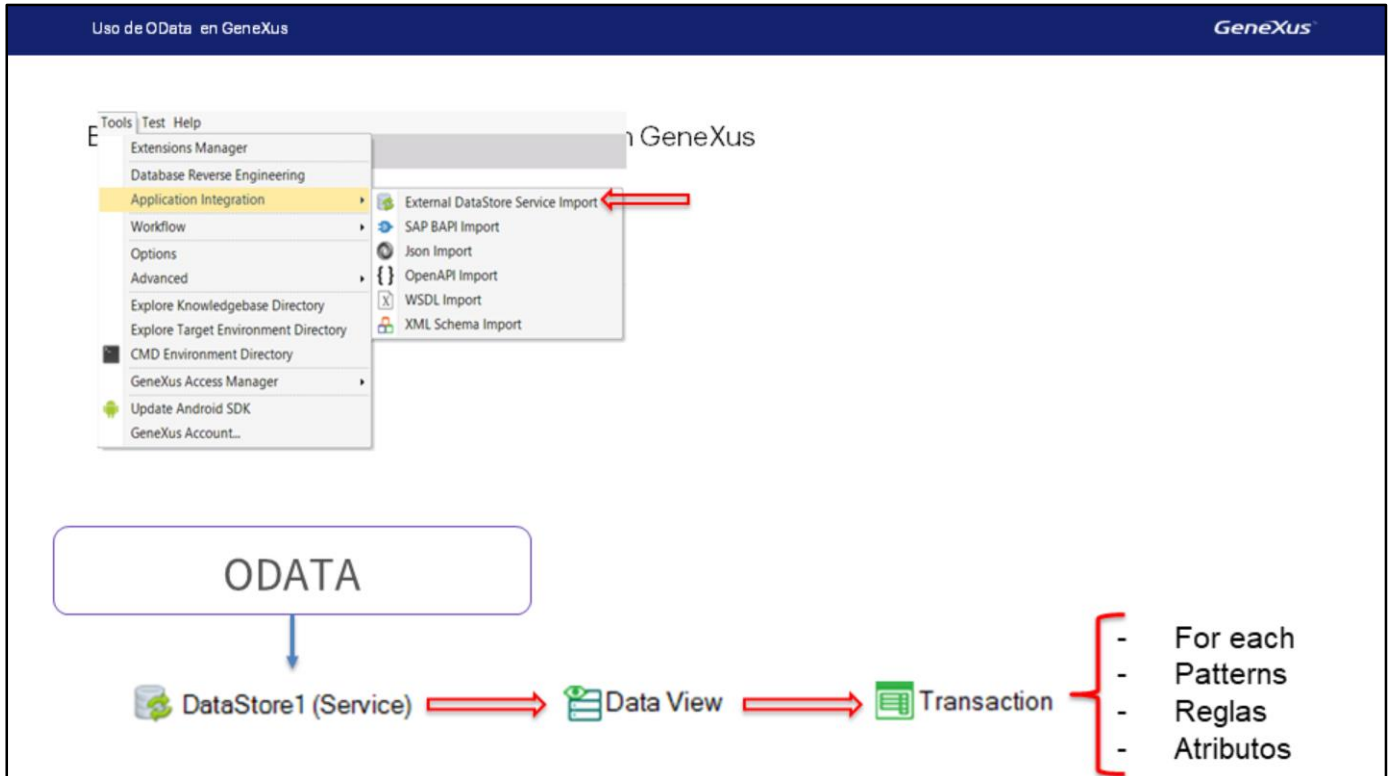 Uso de OData en GeneXus
GeneXus
GeneXus
Tools Test Help
Extensions Manager
Database Reverse Engineering
Application Integration
Workflow
Options
Advanced
Explore Knowledgebase Directory
Explore Target Environment Directory
CMD Environment Directory
GeneXus Access Manager
Update Android SDK
GeneXus Account...
External DataStore Service Import
SAP BAPI Import
Json Import
OpenAPI Import
WSDL Import
XML Schema Import
ODATA
DataStore1 (Service)
Data View
Transaction
- For each
- Patterns
- Reglas
- Atributos